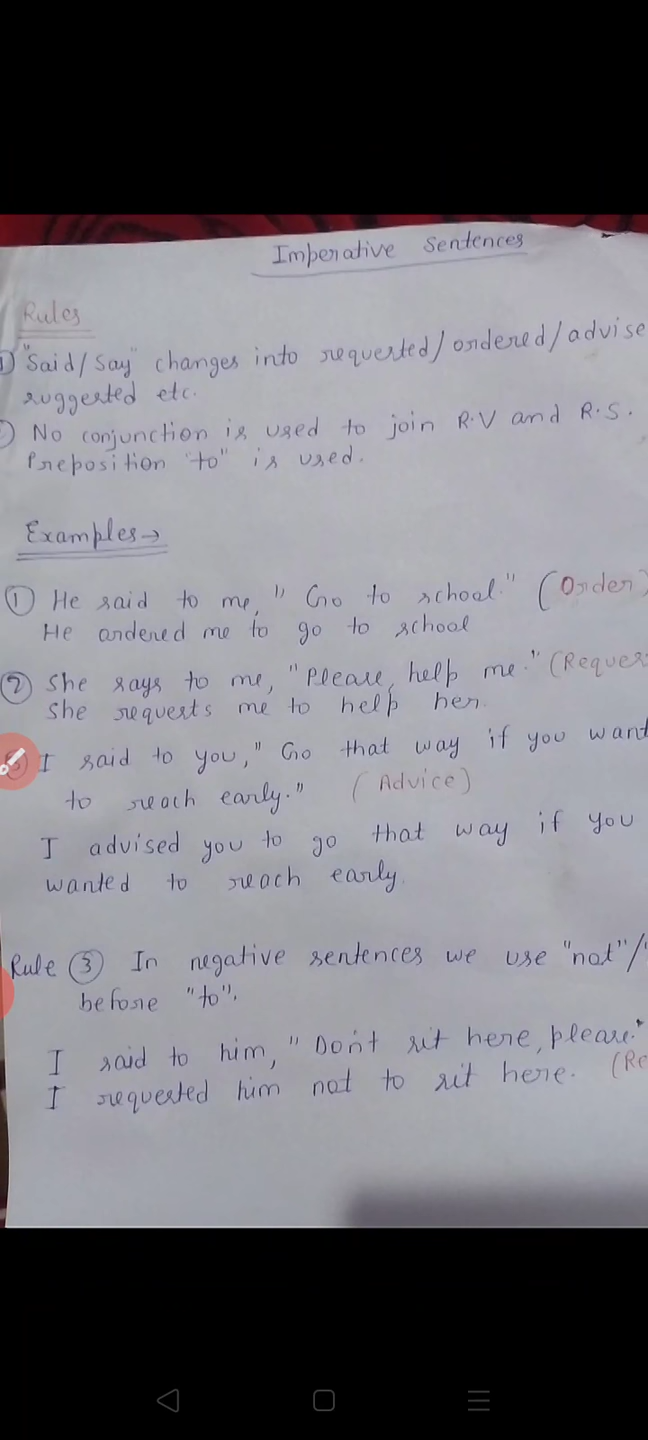 Imperative Sentences
Rules
① "Said/Say" changes into requested/ordered/advise
suggested etc.
No conjunction is used to join R.V and R.S.
Preposition "to" is used.
Examples→
① He said to me, " Go to school." (Order)
He ordered me to go to school
② She says to me, "Please, help me." (Reques
She requests me to help her.
I said to you, " Go that way if you want
to reach early." (Advice)
I advised you to go that way if you
wanted to reach early.
Rule ③ In negative sentences we use "not"/
before "to".
I said to him, " Don't sit here, please."
I requested him not to sit here. (Re